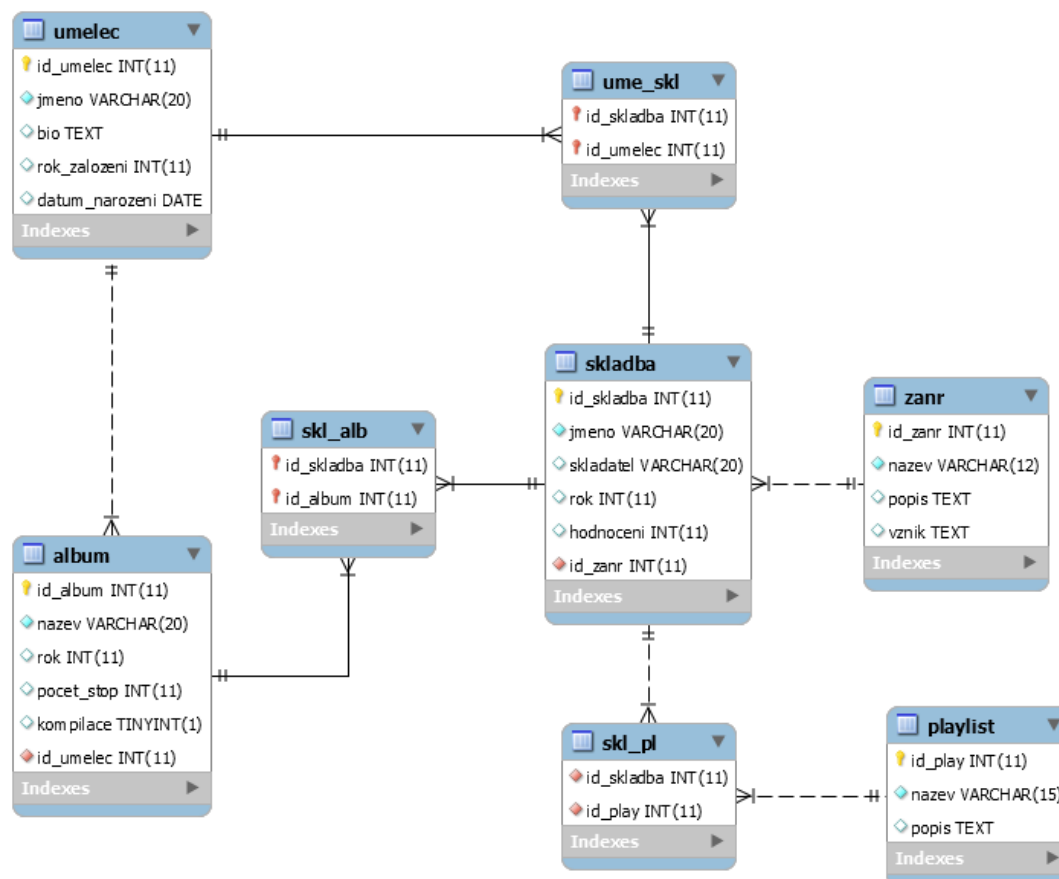 umelec
id_umelec INT(11)
jmeno VARCHAR(20)
bio TEXT
rok_zalozeni INT(11)
datum_narozeni DATE
Indexes
ume_skl
id_skladba INT(11)
id_umelec INT(11)
Indexes
skladba
id_skladba INT(11)
jmeno VARCHAR(20)
skladatel VARCHAR(20)
rok INT(11)
hodnoceni INT(11)
id_zanr INT(11)
Indexes
zanr
id_zanr INT(11)
nazev VARCHAR(12)
popis TEXT
vznik TEXT
Indexes
skl_alb
id_skladba INT(11)
id_album INT(11)
Indexes
album
id_album INT(11)
nazev VARCHAR(20)
rok INT(11)
pocet_stop INT(11)
kompilace TINYINT(1)
id_umelec INT(11)
Indexes
skl_pl
id_skladba INT(11)
id_play INT(11)
Indexes
playlist
id_play INT(11)
nazev VARCHAR(15)
popis TEXT
Indexes